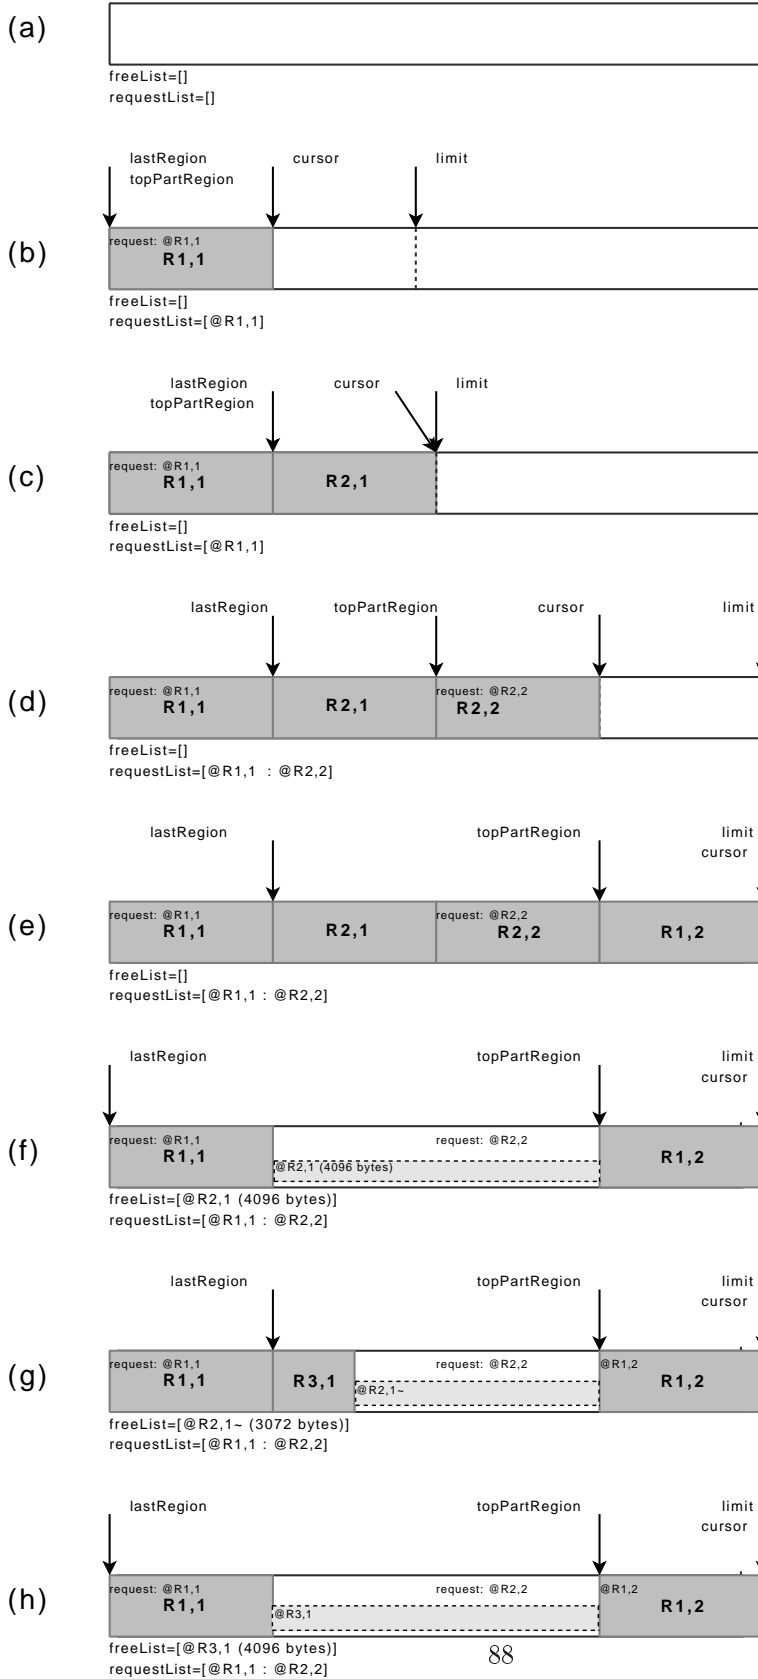 (a)
freeList=[]
requestList=[]
lastRegion cursor limit
topPartRegion
(b)
request: @R1,1
R1,1
freeList=[]
requestList=[@R1,1]
lastRegion cursor limit
topPartRegion
(c)
request: @R1,1
R1,1 R2,1
freeList=[]
requestList=[@R1,1]
lastRegion topPartRegion cursor limit
(d)
request: @R1,1 request: @R2,2
R1,1 R2,1 R2,2
freeList=[]
requestList=[@R1,1 : @R2,2]
lastRegion topPartRegion limit
cursor
(e)
request: @R1,1 request: @R2,2
R1,1 R2,1 R2,2 R1,2
freeList=[]
requestList=[@R1,1 : @R2,2]
lastRegion topPartRegion limit
cursor
(f)
request: @R1,1 request: @R2,2
R1,1 R1,2
@R2,1 (4096 bytes)
freeList=[@R2,1 (4096 bytes)]
requestList=[@R1,1 : @R2,2]
lastRegion topPartRegion limit
cursor
(g)
request: @R1,1 request: @R2,2 @R1,2
R1,1 R3,1 R1,2
@R2,1~
freeList=[@R2,1~ (3072 bytes)]
requestList=[@R1,1 : @R2,2]
lastRegion topPartRegion limit
cursor
(h)
request: @R1,1 request: @R2,2 @R1,2
R1,1 R1,2
@R3,1
freeList=[@R3,1 (4096 bytes)]
requestList=[@R1,1 : @R2,2]
88